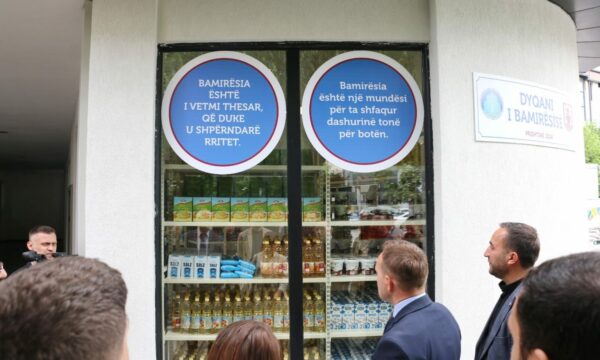 BAMIRËSIA
ËSHTË
I VETMI THESAR,
QË DUKE
U SHPËRNDARË
RRITET.
Bamirësia
është një mundësi
për ta shfaqur
dashurinë tonë
për botën.
DYQANI
I BAMIRËSISË